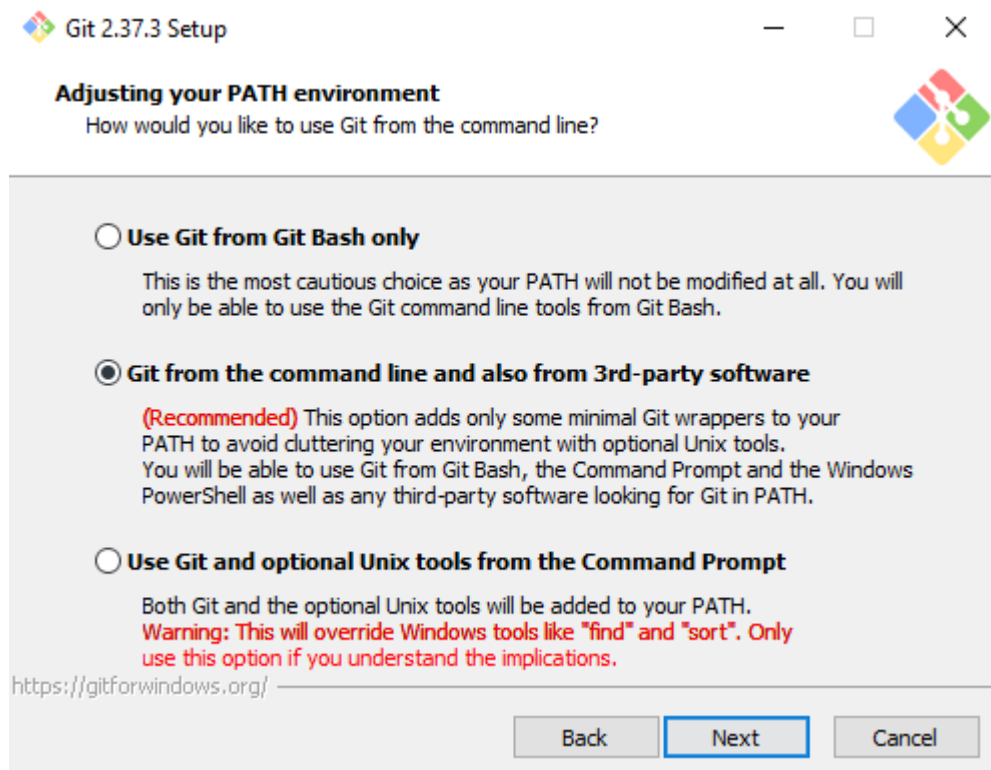 Git 2.37.3 Setup
Adjusting your PATH environment
How would you like to use Git from the command line?
Use Git from Git Bash only
This is the most cautious choice as your PATH will not be modified at all. You will
only be able to use the Git command line tools from Git Bash.
Git from the command line and also from 3rd-party software
(Recommended) This option adds only some minimal Git wrappers to your
PATH to avoid cluttering your environment with optional Unix tools.
You will be able to use Git from Git Bash, the Command Prompt and the Windows
PowerShell as well as any third-party software looking for Git in PATH.
Use Git and optional Unix tools from the Command Prompt
Both Git and the optional Unix tools will be added to your PATH.
Warning: This will override Windows tools like "find" and "sort". Only
use this option if you understand the implications.
https://gitforwindows.org/
Back Next Cancel